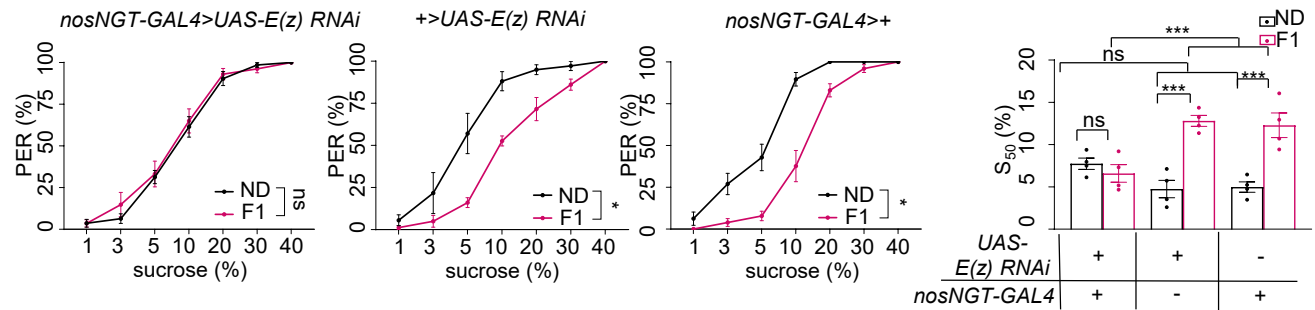 nosNGT-GAL4>UAS-E(z) RNAi
PER (%)
100
75
50
25
0
ND
F1
ns
1 3 5 10 20 30 40
sucrose (%)
+>UAS-E(z) RNAi
PER (%)
100
75
50
25
0
ND
F1
*
1 3 5 10 20 30 40
sucrose (%)
nosNGT-GAL4>+
PER (%)
100
75
50
25
0
ND
F1
*
1 3 5 10 20 30 40
sucrose (%)
ND
F1
***
ns
***
***
ns
S50 (%)
20
15
10
5
0
UAS-
E(z) RNAi + + -
nosNGT-GAL4 + - +